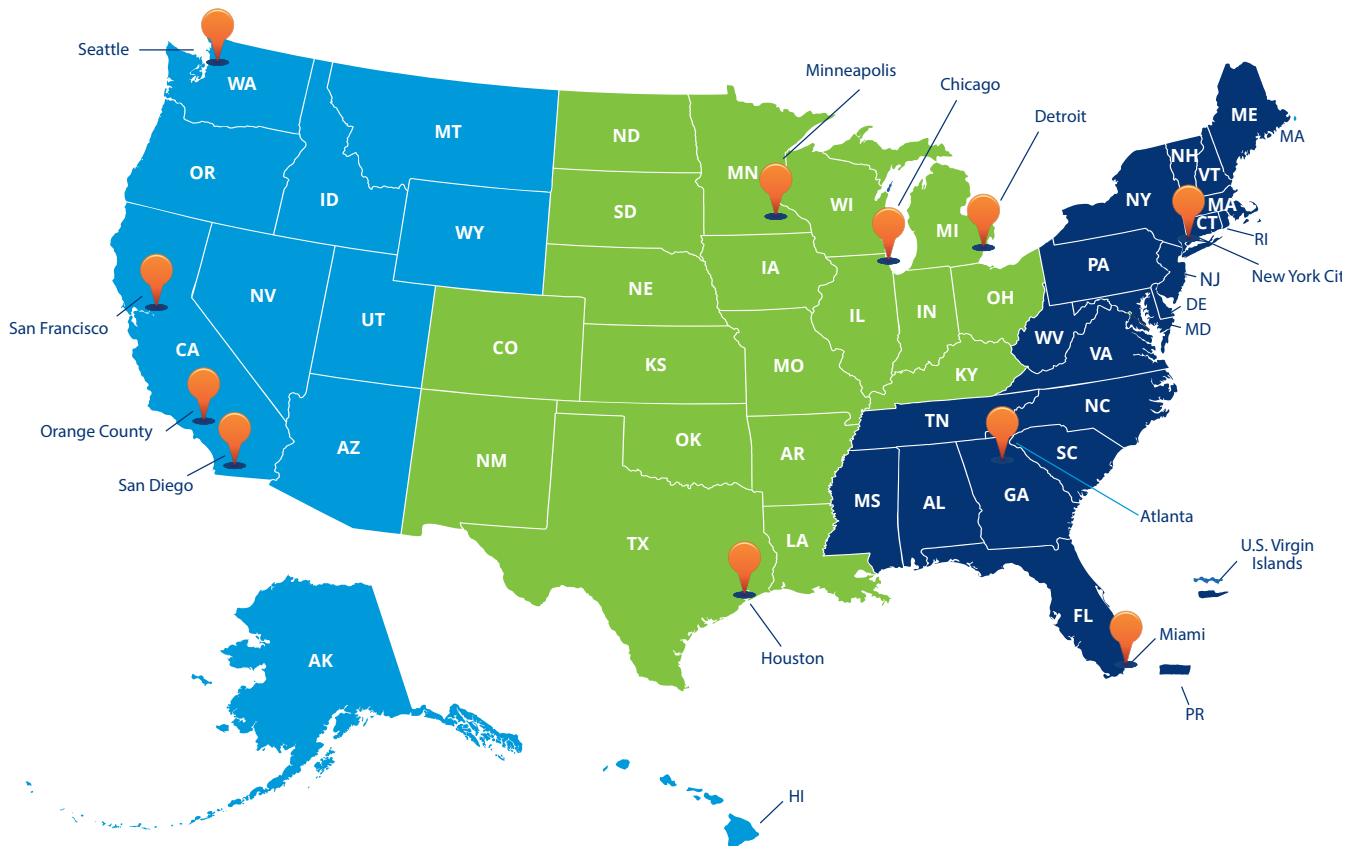 Seattle
WA
MT
OR
ID
WY
San Francisco
NV
UT
CA
Orange County
San Diego
AZ
ND
SD
NE
CO
KS
NM
OK
TX
Minneapolis
MN
IA
MO
AR
LA
Houston
Chicago
WI
IL
Detroit
MI
IN
OH
KY
ME
MA
NH
VT
NY
MA
CT
RI
New York Cit
PA
NJ
DE
MD
WV
VA
TN
NC
SC
MS
AL
GA
Atlanta
U.S. Virgin
Islands
FL
Miami
PR
AK
HI